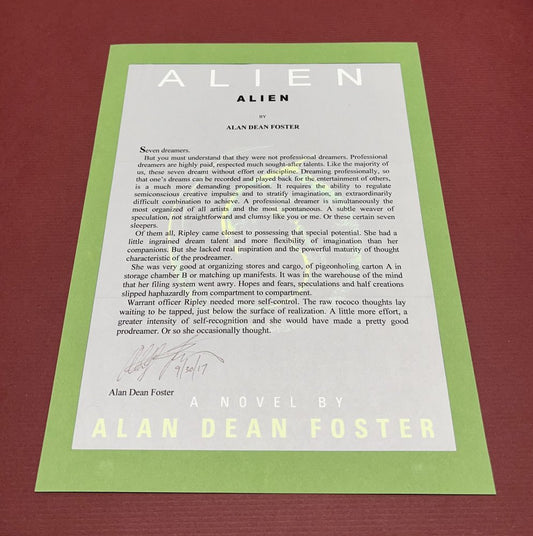 ALIEN
ALIEN
BY
ALAN DEAN FOSTER
Seven dreamers.
But you must understand that they were not professional dreamers. Professional
dreamers are highly paid, respected much sought-after talents. Like the majority of
us, these seven dreamt without effort or discipline. Dreaming professionally, so
that one's dreams can be recorded and played back for the entertainment of others,
is a much more demanding proposition. It requires the ability to regulate
semiconscious creative impulses and to stratify imagination, an extraordinarily
difficult combination to achieve. A professional dreamer is simultaneously the
most organized of all artists and the most spontaneous. A subtle weaver of
speculation, not straightforward and clumsy like you or me. Or these certain seven
sleepers.
Of them all, Ripley came closest to possessing that special potential. She had a
little ingrained dream talent and more flexibility of imagination than her
companions. But she lacked real inspiration and the powerful maturity of thought
characteristic of the prodreamer.
She was very good at organizing stores and cargo, of pigeonholing carton A in
storage chamber B or matching up manifests. It was in the warehouse of the mind
that her filing system went awry. Hopes and fears, speculations and half creations
slipped haphazardly from compartment to compartment.
Warrant officer Ripley needed more self-control. The raw rococo thoughts lay
waiting to be tapped, just below the surface of realization. A little more effort, a
greater intensity of self-recognition and she would have made a pretty good
prodreamer. Or so she occasionally thought.
9/30/17
Alan Dean Foster
A NOVEL BY
ALAN DEAN FOSTER